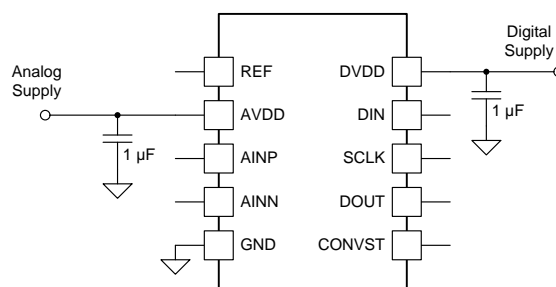 Digital
Supply
Analog
Supply
REF
DVDD
AVDD
DIN
1 µF
1 µF
AINP
SCLK
AINN
DOUT
GND
CONVST